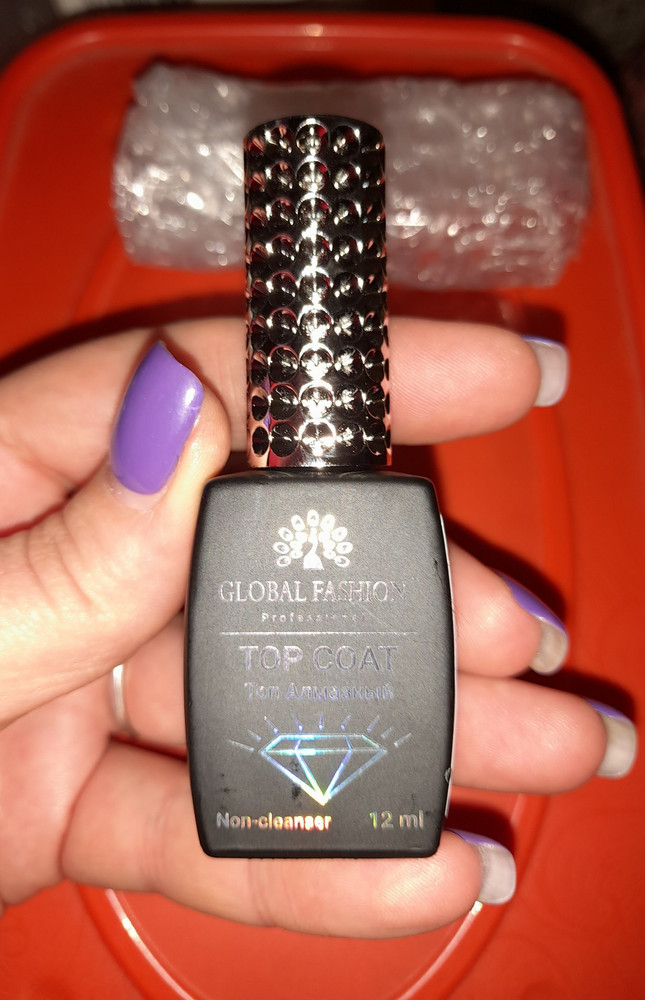 GLOBAL FASHION
Professional
TOP COAT
Топ Алмазный
Non-cleanser 12 ml